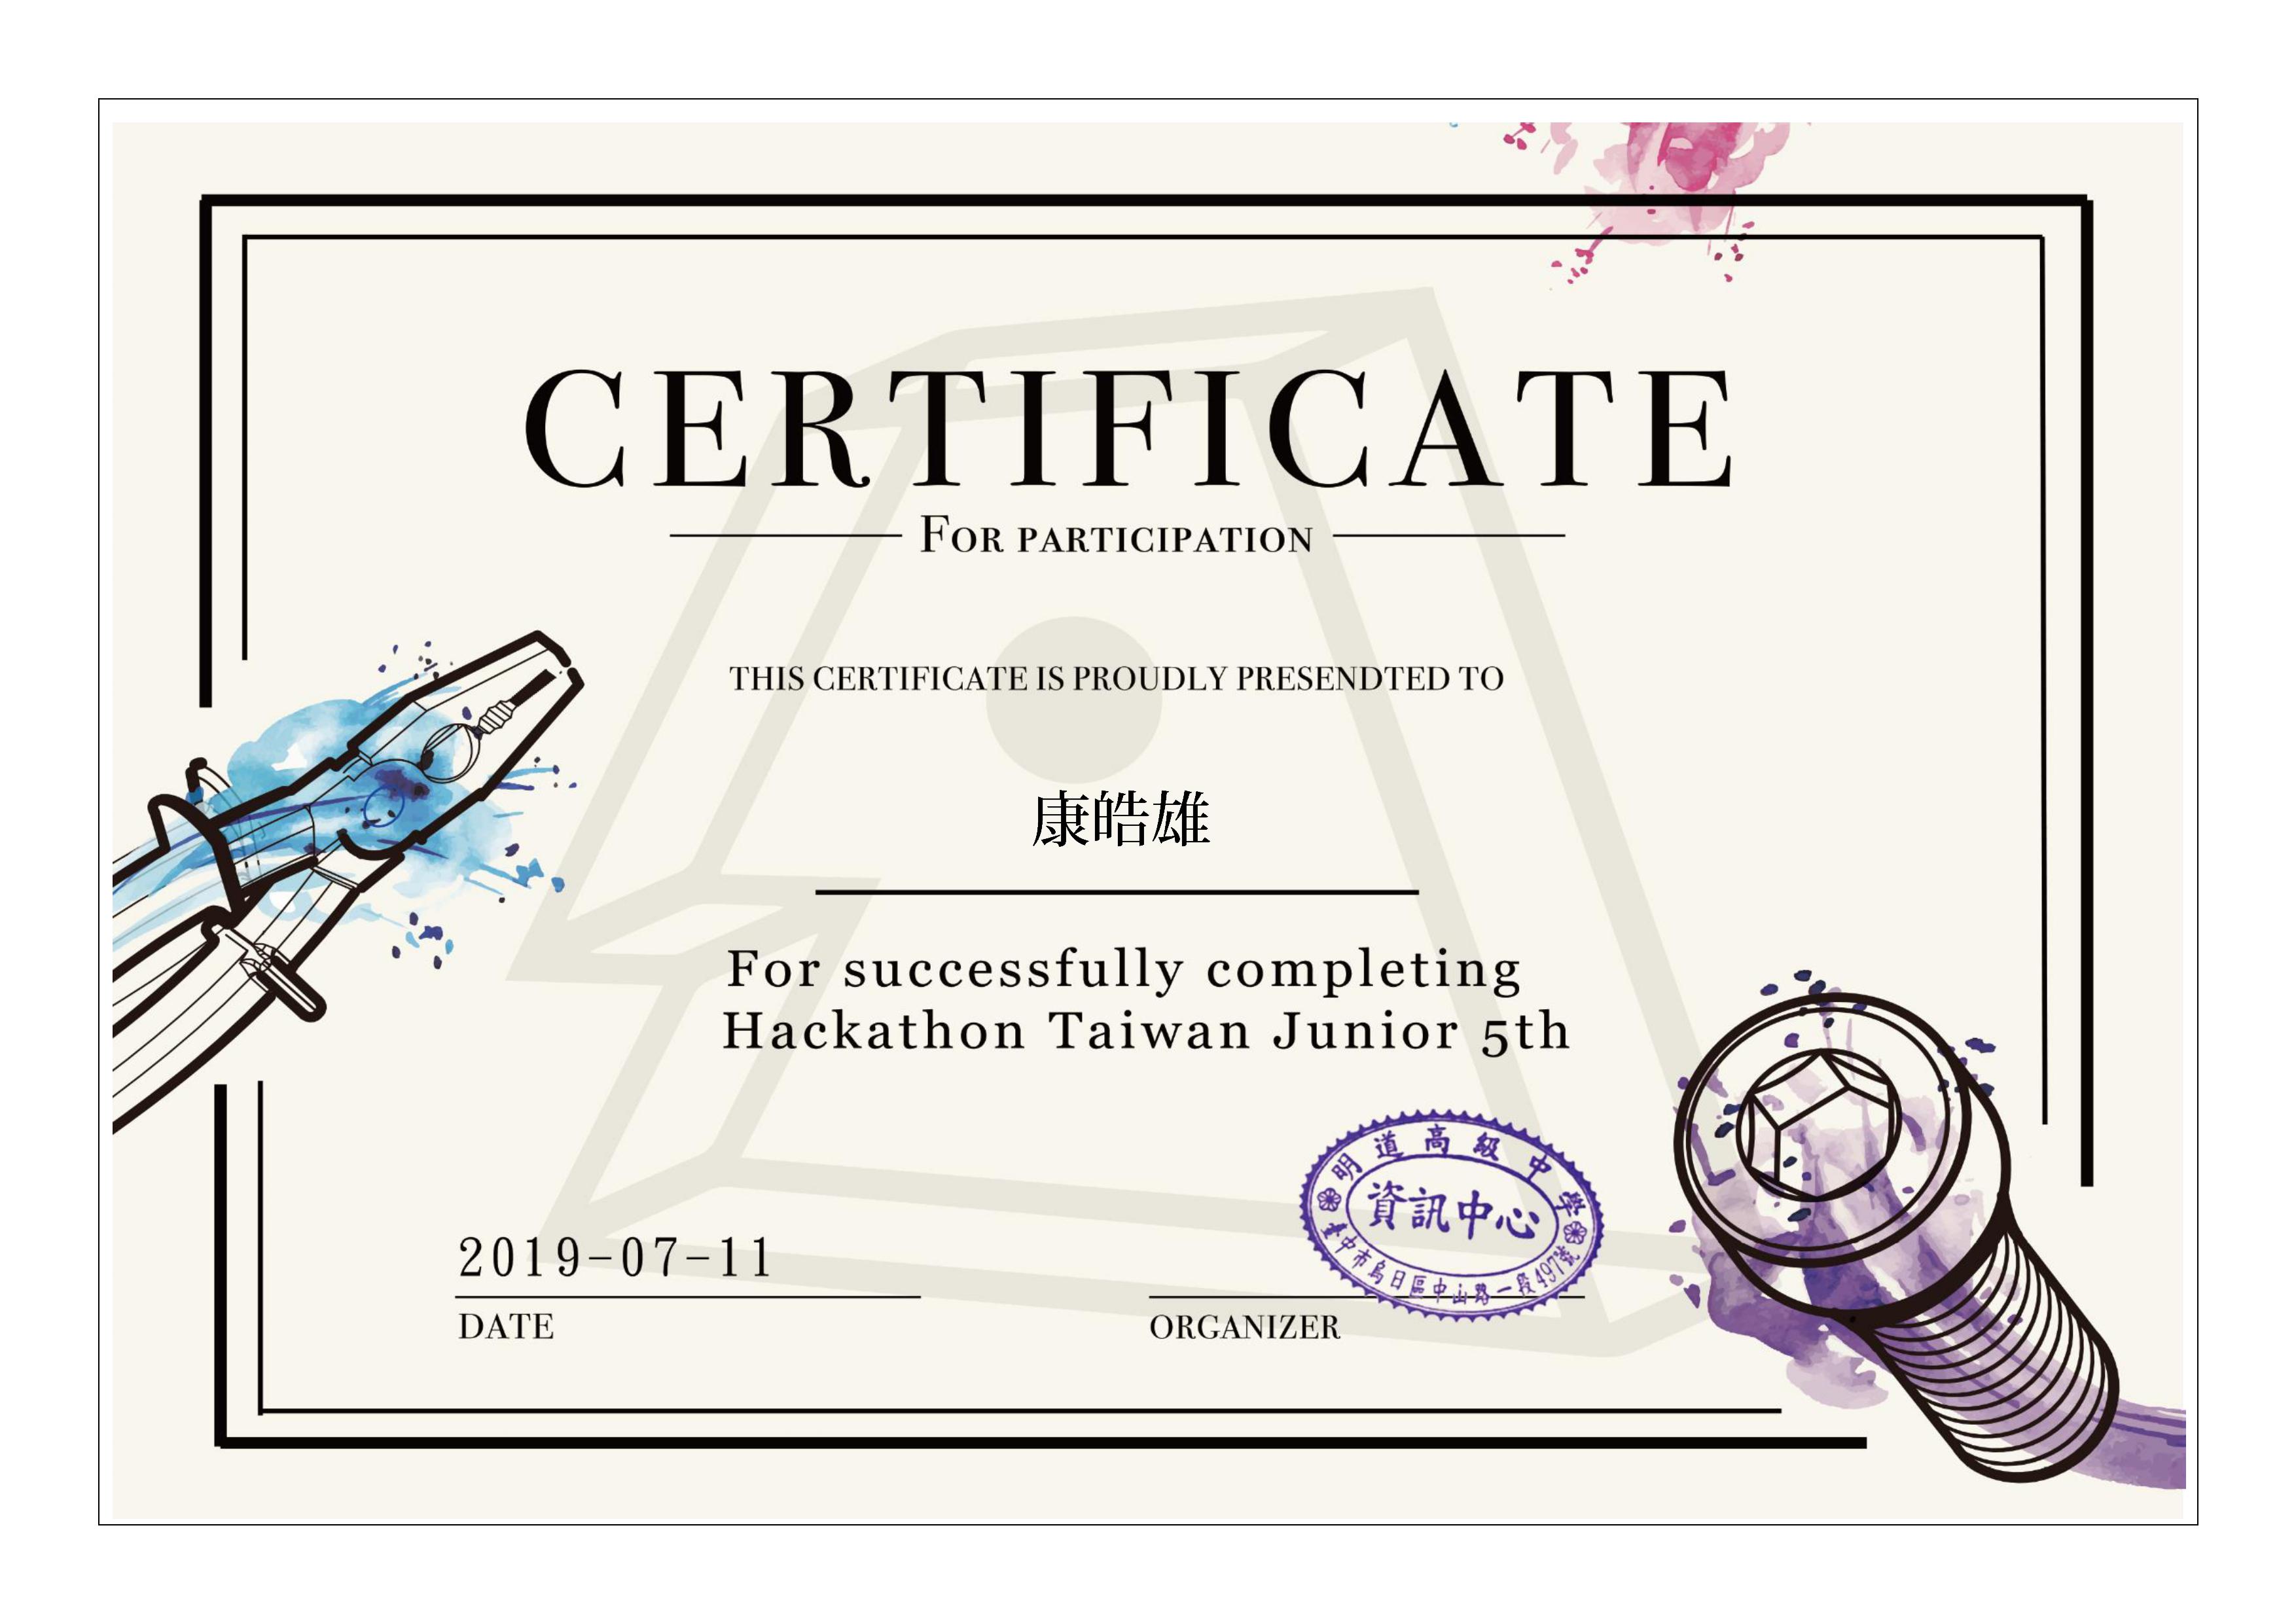 CERTIFICATE
FOR PARTICIPATION
THIS CERTIFICATE IS PROUDLY PRESENDTED TO
康皓雄
For successfully completing
Hackathon Taiwan Junior 5th
明道高級中學
資訊中心
臺中市烏日區中山路一段497號
2019-07-11
DATE
ORGANIZER